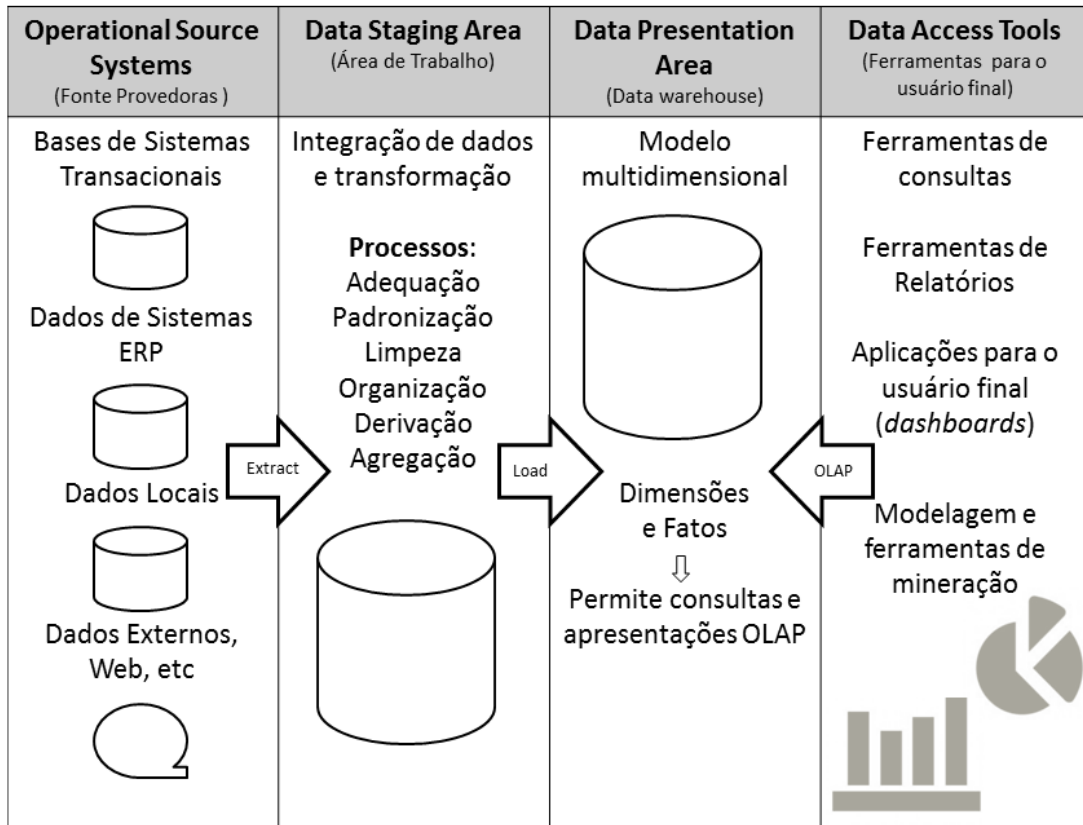 Operational Source
Systems
(Fonte Provedoras )
Bases de Sistemas
Transacionais
Dados de Sistemas
ERP
Dados Locais
Dados Externos,
Web, etc
Extract
Data Staging Area
(Área de Trabalho)
Integração de dados
e transformação
Processos:
Adequação
Padronização
Limpeza
Organização
Derivação
Agregação
Load
Data Presentation
Area
(Data warehouse)
Modelo
multidimensional
Dimensões
e Fatos
Permite consultas e
apresentações OLAP
OLAP
Data Access Tools
(Ferramentas para o
usuário final)
Ferramentas de
consultas
Ferramentas de
Relatórios
Aplicações para o
usuário final
(dashboards)
Modelagem e
ferramentas de
mineração